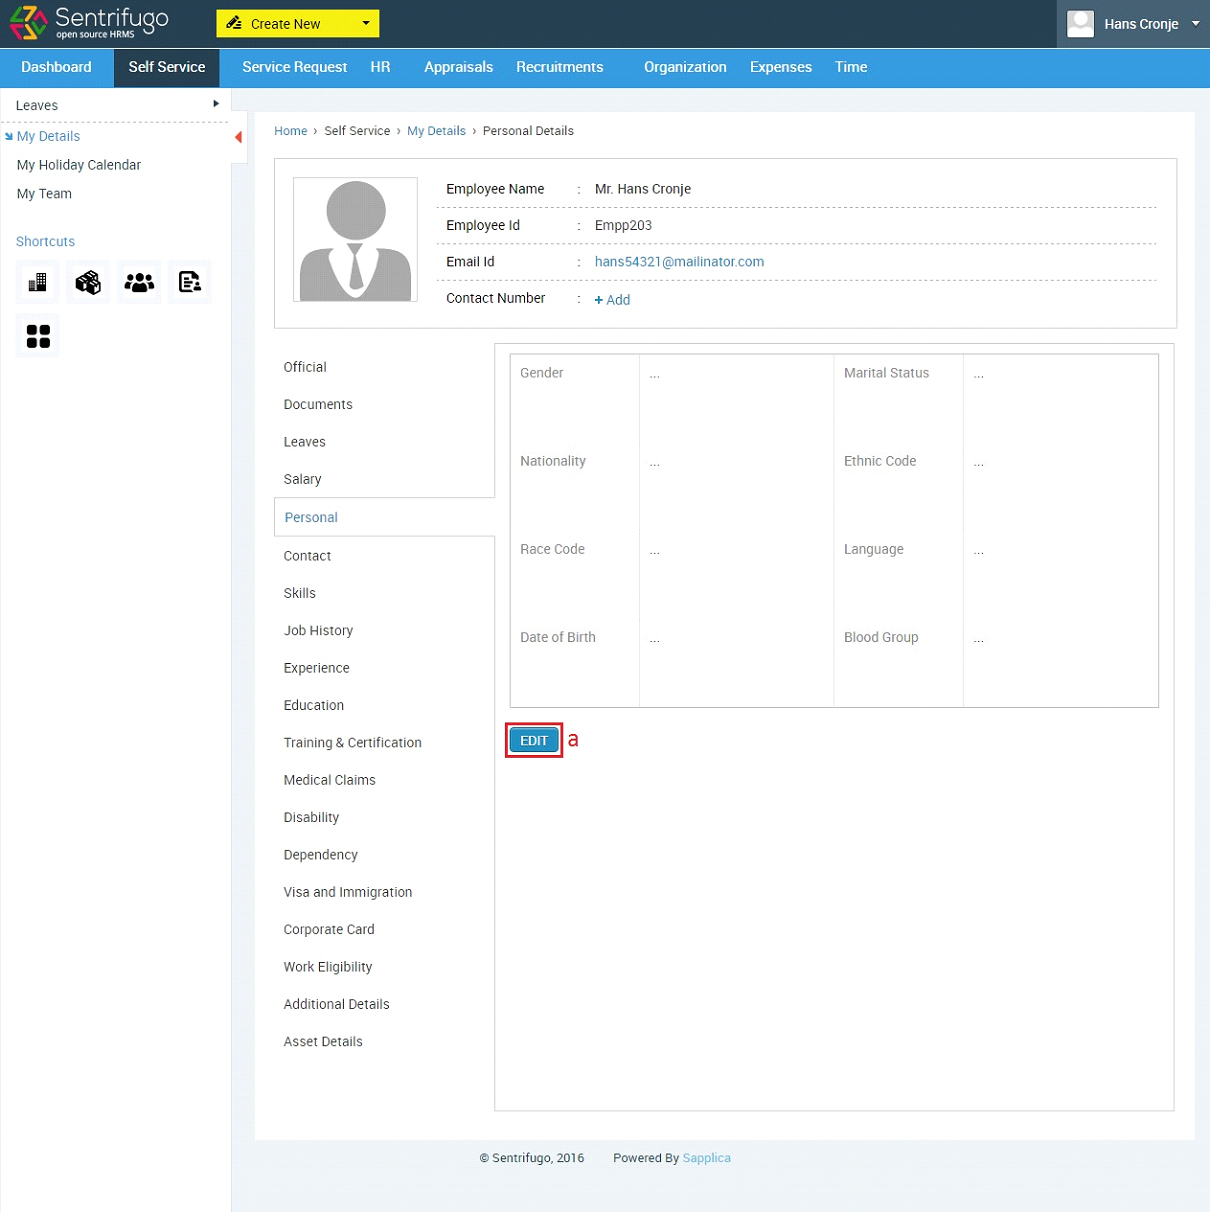 Sentrifugo
open source HRMS
Create New
Hans Cronje
Dashboard Self Service Service Request HR Appraisals Recruitments Organization Expenses Time
Leaves
My Details
My Holiday Calendar
My Team
Shortcuts
Home › Self Service › My Details › Personal Details
Employee Name : Mr. Hans Cronje
Employee Id : Empp203
Email Id : hans54321@mailinator.com
Contact Number : + Add
Official
Documents
Leaves
Salary
Personal
Contact
Skills
Job History
Experience
Education
Training & Certification
Medical Claims
Disability
Dependency
Visa and Immigration
Corporate Card
Work Eligibility
Additional Details
Asset Details
Gender ... Marital Status ...
Nationality ... Ethnic Code ...
Race Code ... Language ...
Date of Birth ... Blood Group ...
EDIT a
© Sentrifugo, 2016 Powered By Sapplica